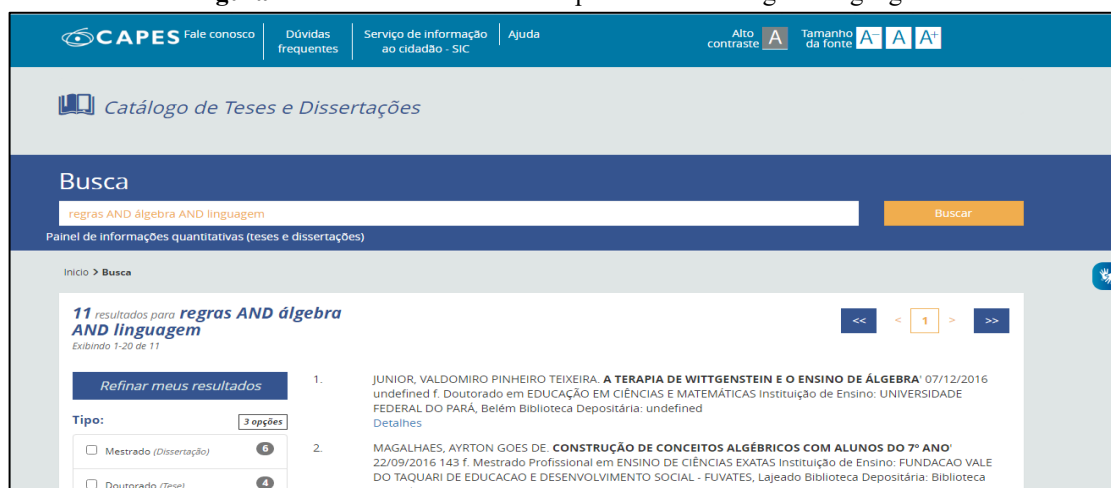 CAPES Fale conosco
Dúvidas
frequentes
Serviço de informação
ao cidadão - SIC
Ajuda
Alto
contraste A
Tamanho
da fonte A- A A+
Catálogo de Teses e Dissertações
Busca
regras AND álgebra AND linguagem
Buscar
Painel de informações quantitativas (teses e dissertações)
Início > Busca
11 resultados para regras AND álgebra
AND linguagem
Exibindo 1-20 de 11
<< < 1 > >>
Refinar meus resultados
Tipo: 3 opções
Mestrado (Dissertação) 6
Doutorado (Tese) 4
1. JUNIOR, VALDOMIRO PINHEIRO TEIXEIRA. A TERAPIA DE WITTGENSTEIN E O ENSINO DE ÁLGEBRA' 07/12/2016
undefined f. Doutorado em EDUCAÇÃO EM CIÊNCIAS E MATEMÁTICAS Instituição de Ensino: UNIVERSIDADE
FEDERAL DO PARÁ, Belém Biblioteca Depositária: undefined
Detalhes
2. MAGALHAES, AYRTON GOES DE. CONSTRUÇÃO DE CONCEITOS ALGÉBRICOS COM ALUNOS DO 7º ANO'
22/09/2016 143 f. Mestrado Profissional em ENSINO DE CIÊNCIAS EXATAS Instituição de Ensino: FUNDACAO VALE
DO TAQUARI DE EDUCACAO E DESENVOLVIMENTO SOCIAL - FUVATES, Lajeado Biblioteca Depositária: Biblioteca